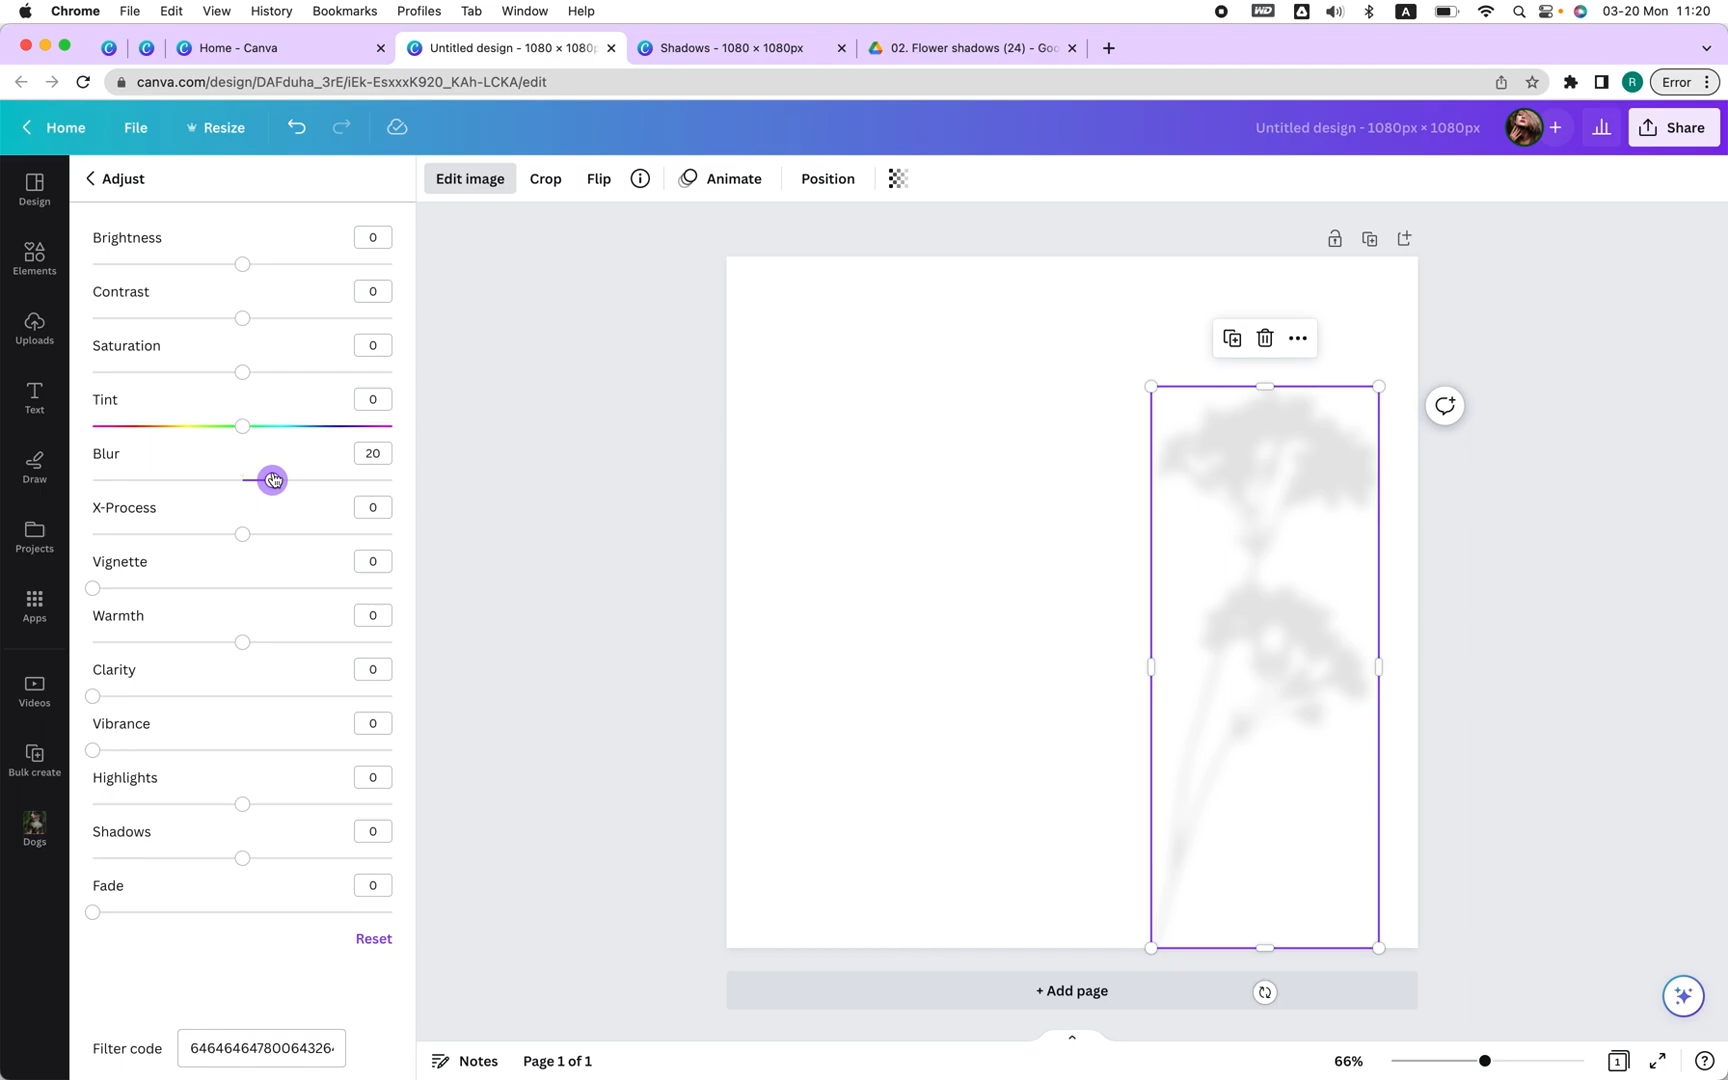 Chrome File Edit View History Bookmarks Profiles Tab Window Help
WD A 03-20 Mon 11:20
Home - Canva
Untitled design - 1080 × 1080p
Shadows - 1080 × 1080px
02. Flower shadows (24) - Goo
canva.com/design/DAFduha_3rE/iEk-EsxxxK920_KAh-LCKA/edit
R
Error
Home File Resize
Untitled design - 1080px × 1080px
Share
Design
Elements
Uploads
Text
Draw
Projects
Apps
Videos
Bulk create
Dogs
Adjust
Edit image Crop Flip Animate Position
Brightness 0
Contrast 0
Saturation 0
Tint 0
Blur 20
X-Process 0
Vignette 0
Warmth 0
Clarity 0
Vibrance 0
Highlights 0
Shadows 0
Fade 0
Reset
Filter code 64646464780064326
+ Add page
Notes Page 1 of 1
66%
1